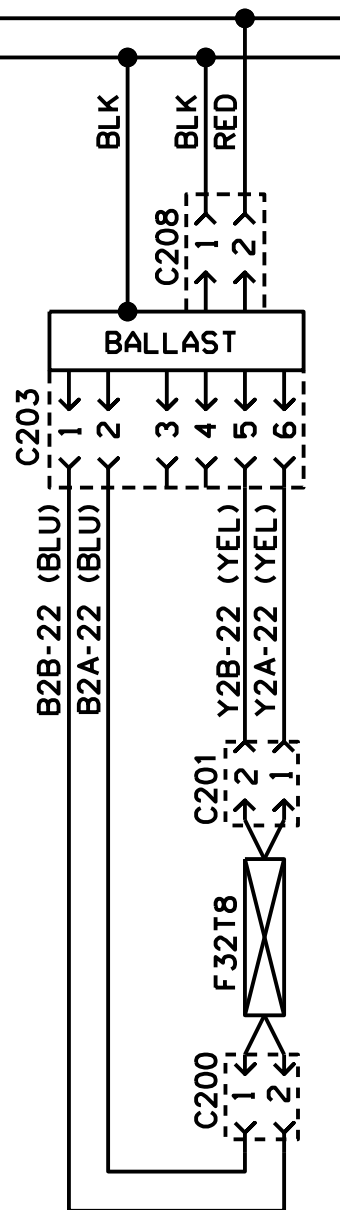 BLK
BLK
RED
C208
1
2
BALLAST
C203
1
2
3
4
5
6
B2B-22 (BLU)
B2A-22 (BLU)
Y2B-22 (YEL)
Y2A-22 (YEL)
C201
2
1
F32T8
C200
1
2